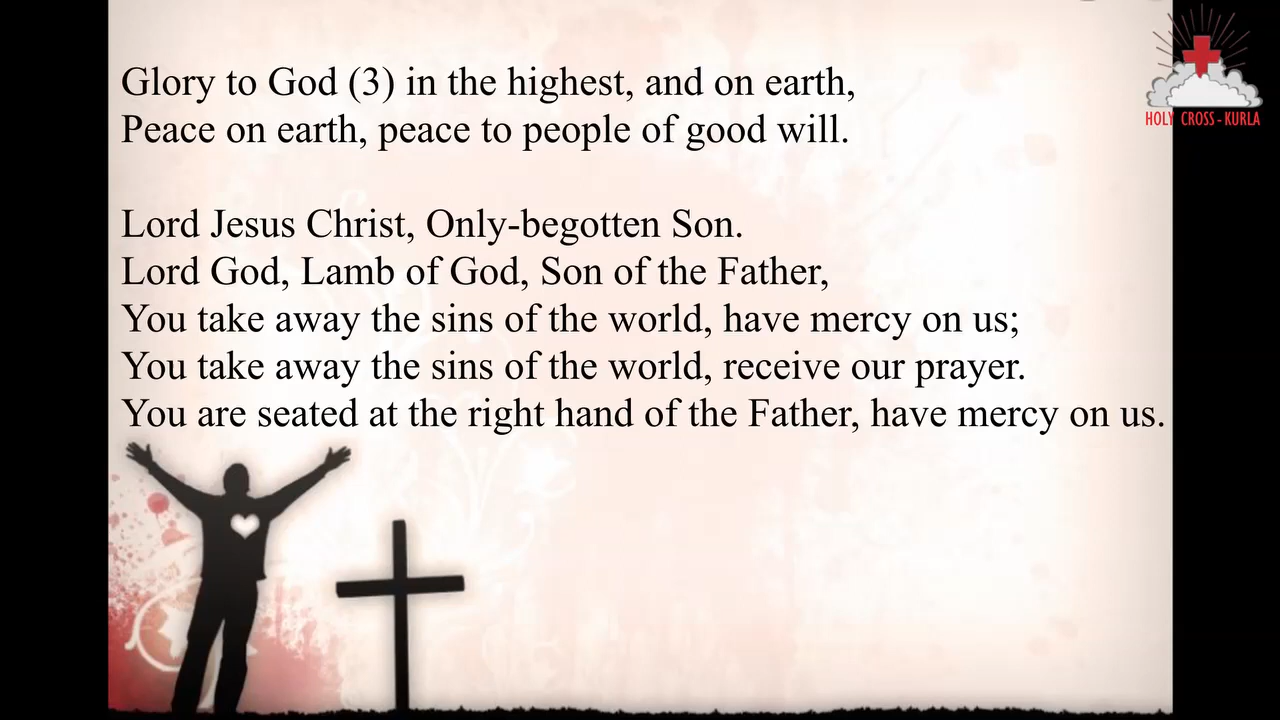 Glory to God (3) in the highest, and on earth,
Peace on earth, peace to people of good will.
Lord Jesus Christ, Only-begotten Son.
Lord God, Lamb of God, Son of the Father,
You take away the sins of the world, have mercy on us;
You take away the sins of the world, receive our prayer.
You are seated at the right hand of the Father, have mercy on us.
HOLY CROSS - KURLA